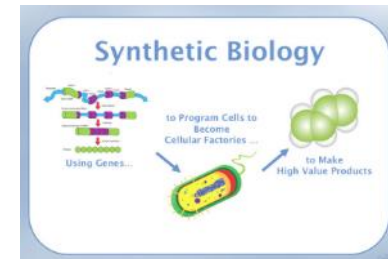 Synthetic Biology
Using Genes...
to Program Cells to
Become
Cellular Factories ...
to Make
High Value Products